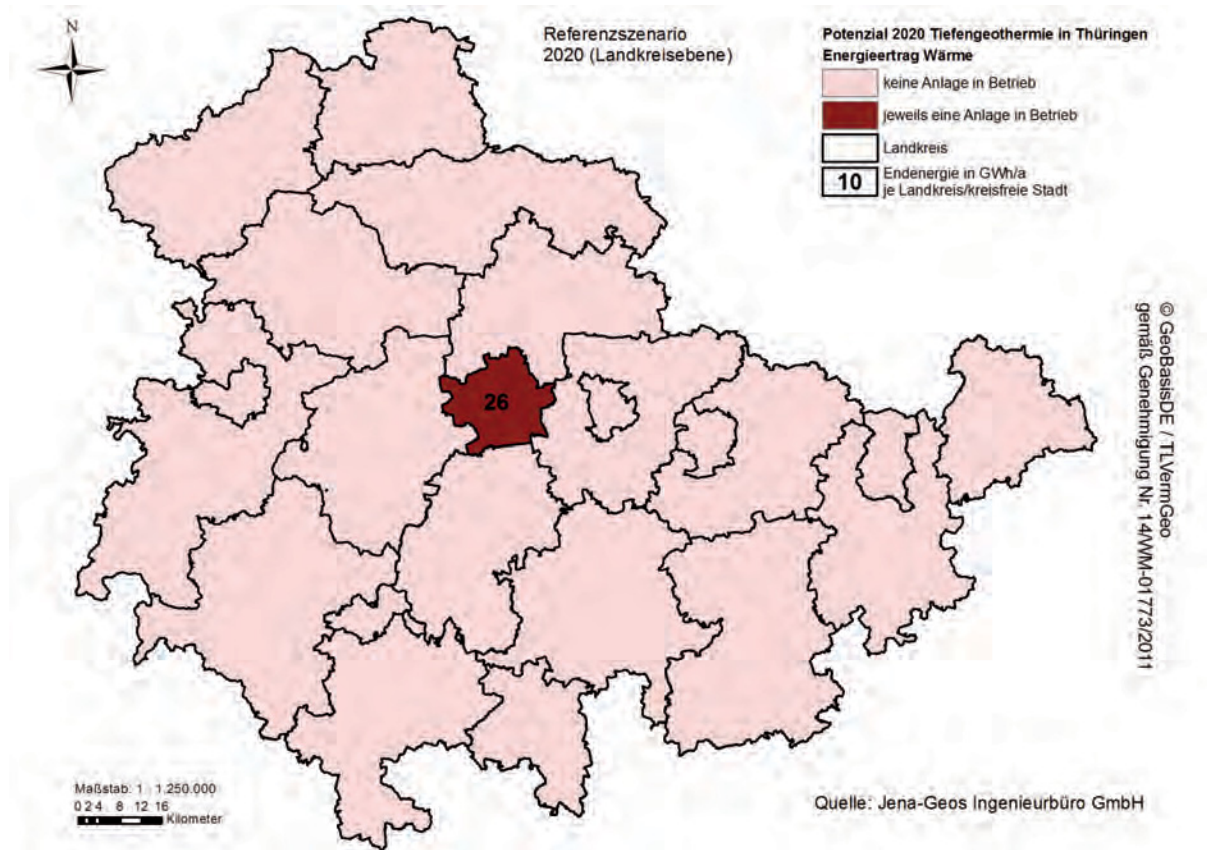 N
Referenzszenario
2020 (Landkreisebene)
Potenzial 2020 Tiefengeothermie in Thüringen
Energieertrag Wärme
keine Anlage in Betrieb
jeweils eine Anlage in Betrieb
Landkreis
10
Endenergie in GWh/a
je Landkreis/kreisfreie Stadt
26
© GeoBasisDE / TLVermGeo
gemäß Genehmigung Nr. 14/WM-01773/2011
Maßstab: 1 : 1.250.000
0 2 4 8 12 16
Kilometer
Quelle: Jena-Geos Ingenieurbüro GmbH